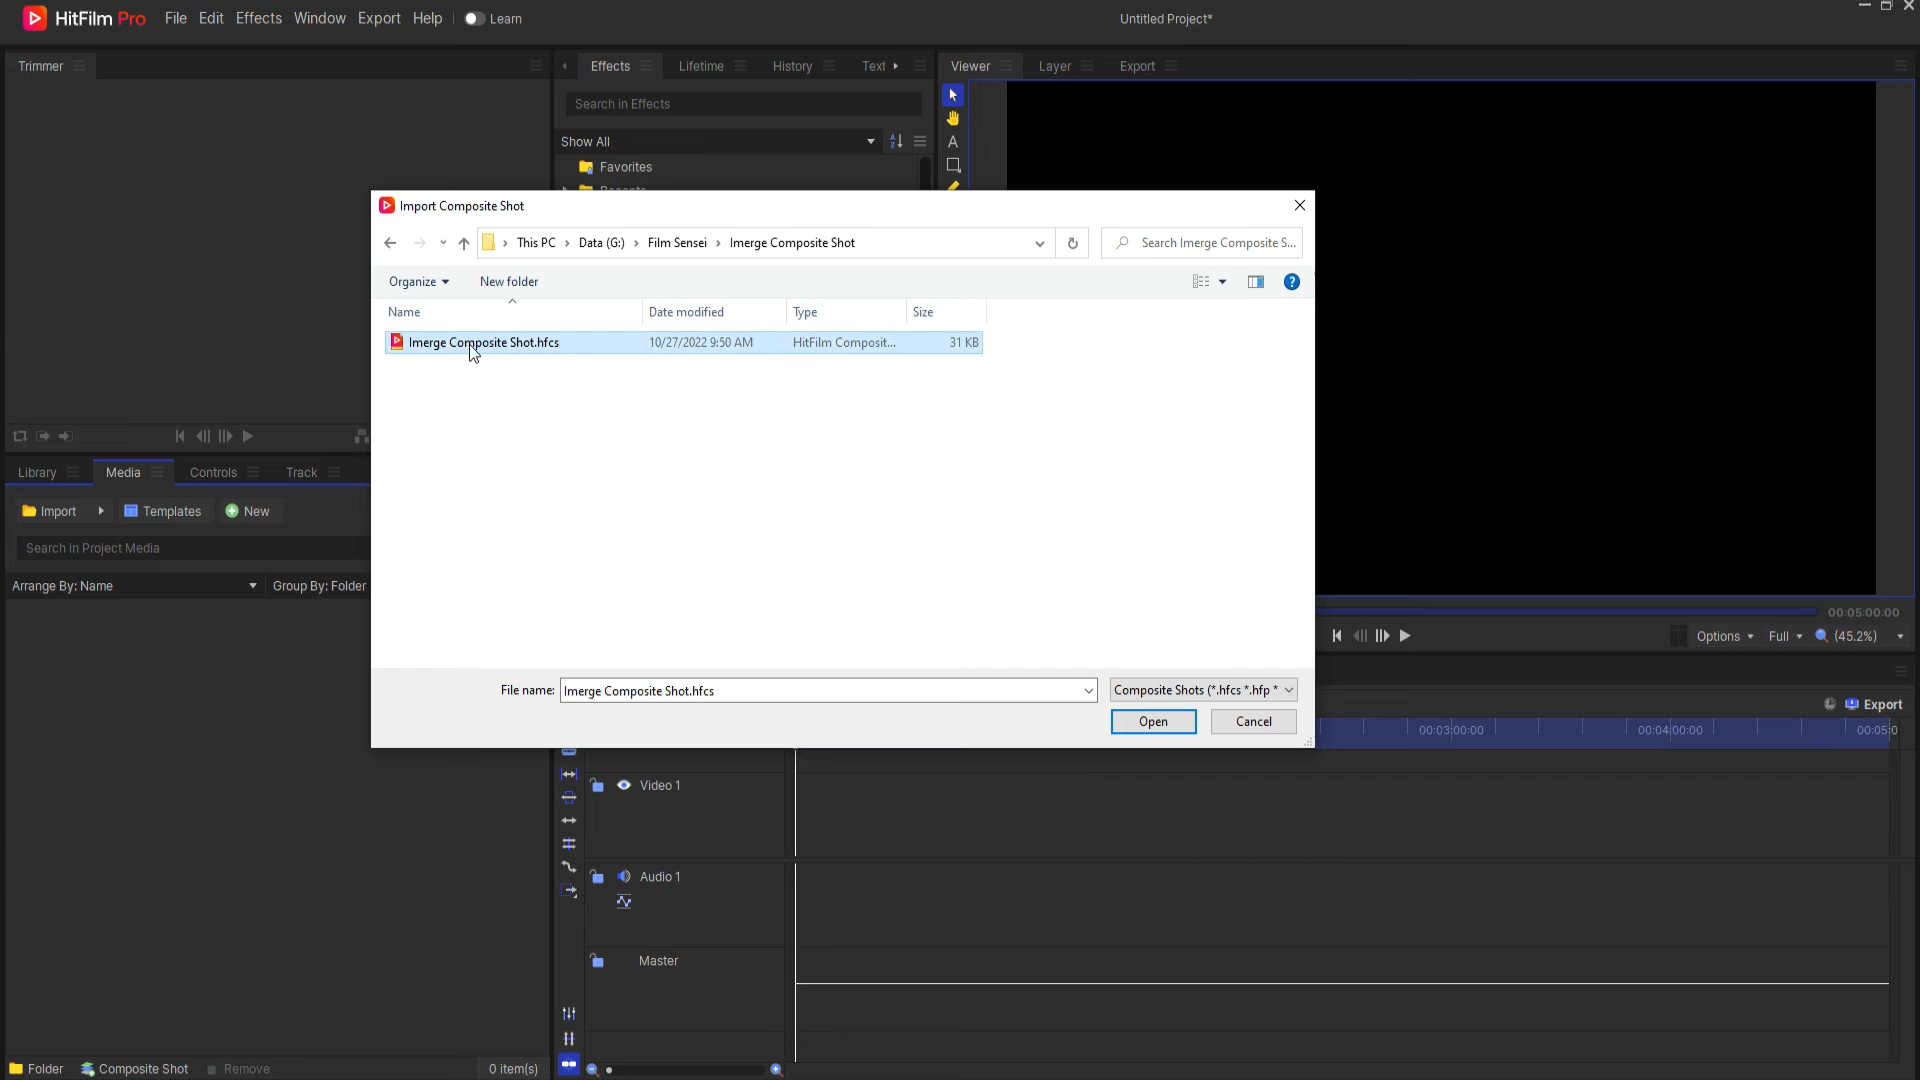 HitFilm Pro File Edit Effects Window Export Help Learn Untitled Project*
Trimmer Effects Lifetime History Text Viewer Layer Export
Search in Effects
Show All
Favorites
Import Composite Shot
This PC Data (G:) Film Sensei Imerge Composite Shot Search Imerge Composite S...
Organize New folder
Name Date modified Type Size
Imerge Composite Shot.hfcs 10/27/2022 9:50 AM HitFilm Composit... 31 KB
Library Media Controls Track
Import Templates New
Search in Project Media
Arrange By: Name Group By: Folder
00:05:00:00
Options Full (45.2%)
File name: Imerge Composite Shot.hfcs Composite Shots (*.hfcs *.hfp *
Open Cancel
Export
00:03:00:00 00:04:00:00 00:05:0
Video 1
Audio 1
Master
Folder Composite Shot Remove 0 item(s)